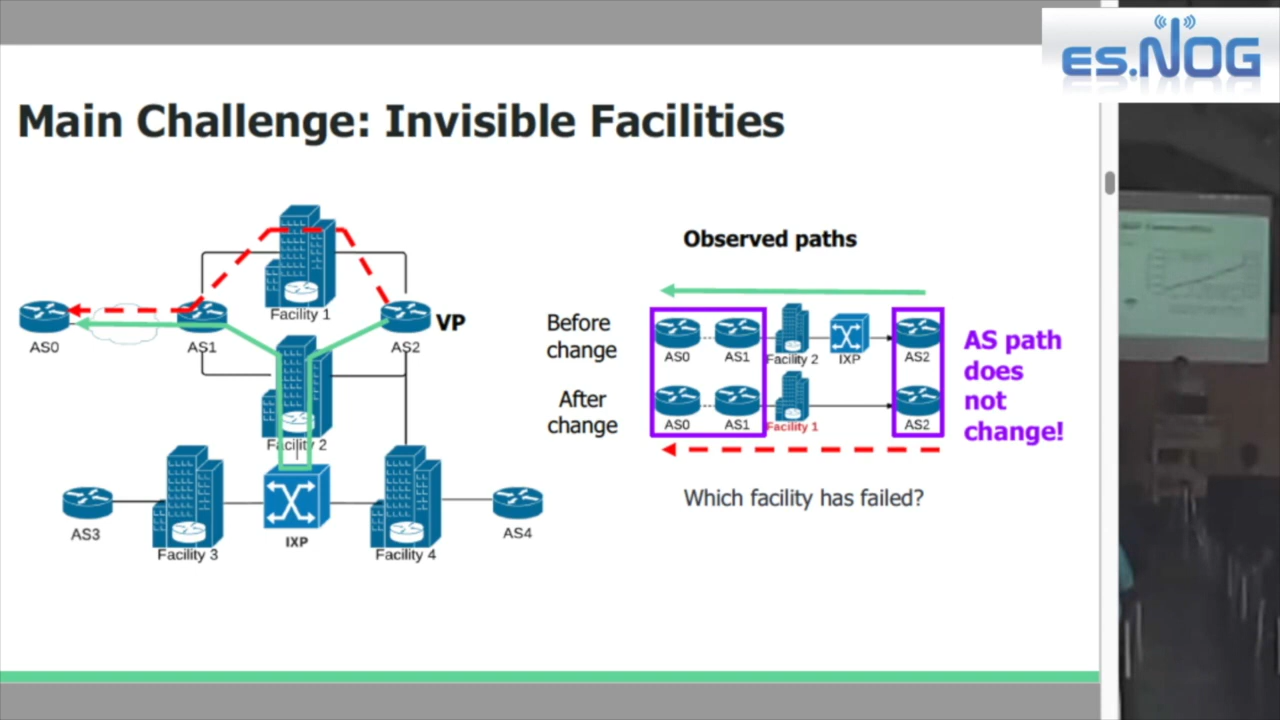 es.NOG
Main Challenge: Invisible Facilities
Facility 1
AS0
AS1
AS2
VP
Facility 2
AS3
Facility 3
IXP
Facility 4
AS4
Observed paths
Before
change
AS0
AS1
Facility 2
IXP
AS2
After
change
AS0
AS1
Facility 1
AS2
AS path
does
not
change!
Which facility has failed?